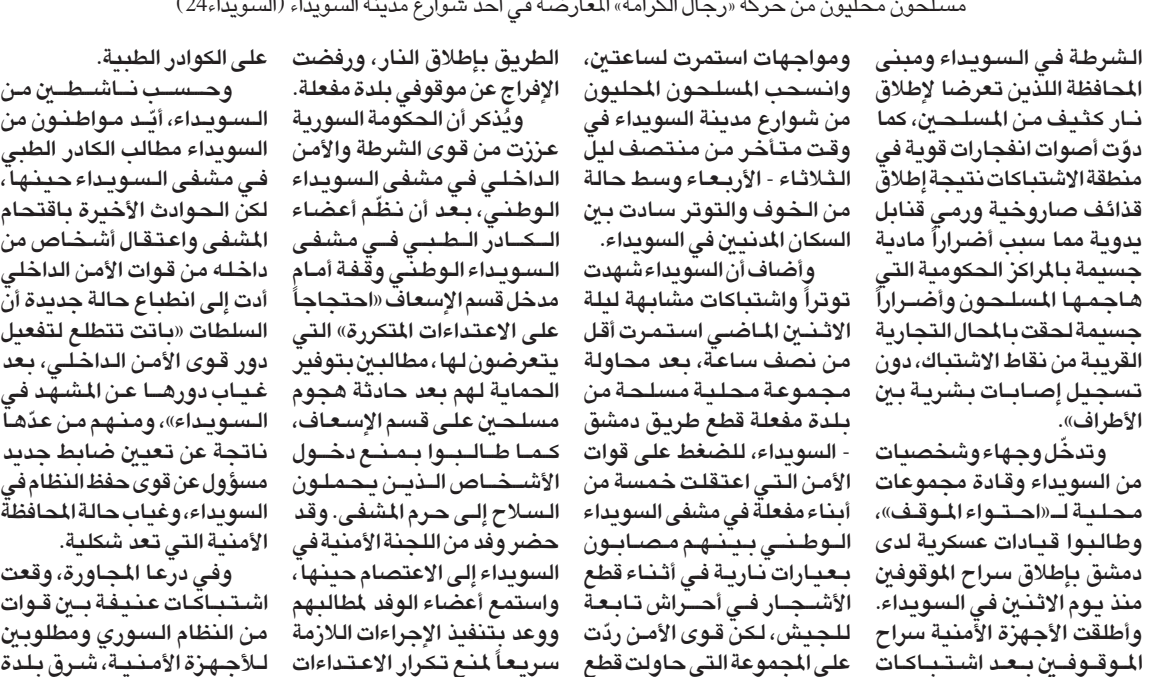 مسلحون محليون من حركة «رجال الكرامة» المعارضة في أحد شوارع مدينة السويداء (السويداء24)
الشرطة في السويداء ومبنى
المحافظة اللذين تعرضا لإطلاق
نار كثيف من المسلحين، كما
دوّت أصوات انفجارات قوية في
منطقة الاشتباكات نتيجة إطلاق
قذائف صاروخية ورمي قنابل
يدوية مما سبب أضراراً مادية
جسيمة بالمراكز الحكومية التي
هاجمها المسلحون وأضراراً
جسيمة لحقت بالمحال التجارية
القريبة من نقاط الاشتباك، دون
تسجيل إصابات بشرية بين
الأطراف».
وتدخّل وجهاء وشخصيات
من السويداء وقادة مجموعات
محلية لـ«احتواء الموقف»،
وطالبوا قيادات عسكرية لدى
دمشق بإطلاق سراح الموقوفين
منذ يوم الاثنين في السويداء.
وأطلقت الأجهزة الأمنية سراح
الموقوفين بعد اشتباكات
ومواجهات استمرت لساعتين،
وانسحب المسلحون المحليون
من شوارع مدينة السويداء في
وقت متأخر من منتصف ليل
الثلاثاء - الأربعاء وسط حالة
من الخوف والتوتر سادت بين
السكان المدنيين في السويداء.
وأضاف أن السويداء شهدت
توتراً واشتباكات مشابهة ليلة
الاثنين الماضي استمرت أقل
من نصف ساعة، بعد محاولة
مجموعة محلية مسلحة من
بلدة مفعلة قطع طريق دمشق
- السويداء، للضغط على قوات
الأمن التي اعتقلت خمسة من
أبناء مفعلة في مشفى السويداء
الوطني بينهم مصابون
بعيارات نارية في أثناء قطع
الأشجار في أحراش تابعة
للجيش، لكن قوى الأمن ردّت
على المجموعة التي حاولت قطع
الطريق بإطلاق النار، ورفضت
الإفراج عن موقوفي بلدة مفعلة.
ويُذكر أن الحكومة السورية
عززت من قوى الشرطة والأمن
الداخلي في مشفى السويداء
الوطني، بعد أن نظّم أعضاء
الكادر الطبي في مشفى
السويداء الوطني وقفة أمام
مدخل قسم الإسعاف «احتجاجاً
على الاعتداءات المتكررة» التي
يتعرضون لها، مطالبين بتوفير
الحماية لهم بعد حادثة هجوم
مسلحين على قسم الإسعاف،
كما طالبوا بمنع دخول
الأشخاص الذين يحملون
السلاح إلى حرم المشفى. وقد
حضر وفد من اللجنة الأمنية في
السويداء إلى الاعتصام حينها،
واستمع أعضاء الوفد لمطالبهم
ووعد بتنفيذ الإجراءات اللازمة
سريعاً لمنع تكرار الاعتداءات
على الكوادر الطبية.
وحسب ناشطين من
السويداء، أيّد مواطنون من
السويداء مطالب الكادر الطبي
في مشفى السويداء حينها،
لكن الحوادث الأخيرة باقتحام
المشفى واعتقال أشخاص من
داخله من قوات الأمن الداخلي
أدت إلى انطباع حالة جديدة أن
السلطات «باتت تتطلع لتفعيل
دور قوى الأمن الداخلي، بعد
غياب دورها عن المشهد في
السويداء»، ومنهم من عدّها
ناتجة عن تعيين ضابط جديد
مسؤول عن قوى حفظ النظام في
السويداء، وغياب حالة المحافظة
الأمنية التي تعد شكلية.
وفي درعا المجاورة، وقعت
اشتباكات عنيفة بين قوات
من النظام السوري ومطلوبين
للأجهزة الأمنية، شرق بلدة